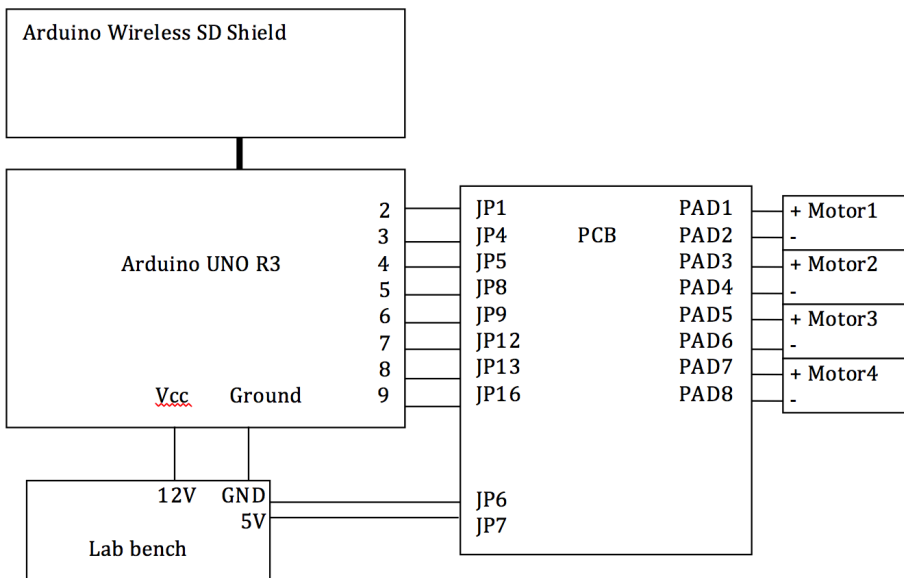 Arduino Wireless SD Shield
Arduino UNO R3
2
3
4
5
6
7
8
9
Vcc Ground
JP1
JP4
JP5
JP8
JP9
JP12
JP13
JP16
JP6
JP7
PCB
PAD1
PAD2
PAD3
PAD4
PAD5
PAD6
PAD7
PAD8
+ Motor1
-
+ Motor2
-
+ Motor3
-
+ Motor4
-
12V GND
5V
Lab bench